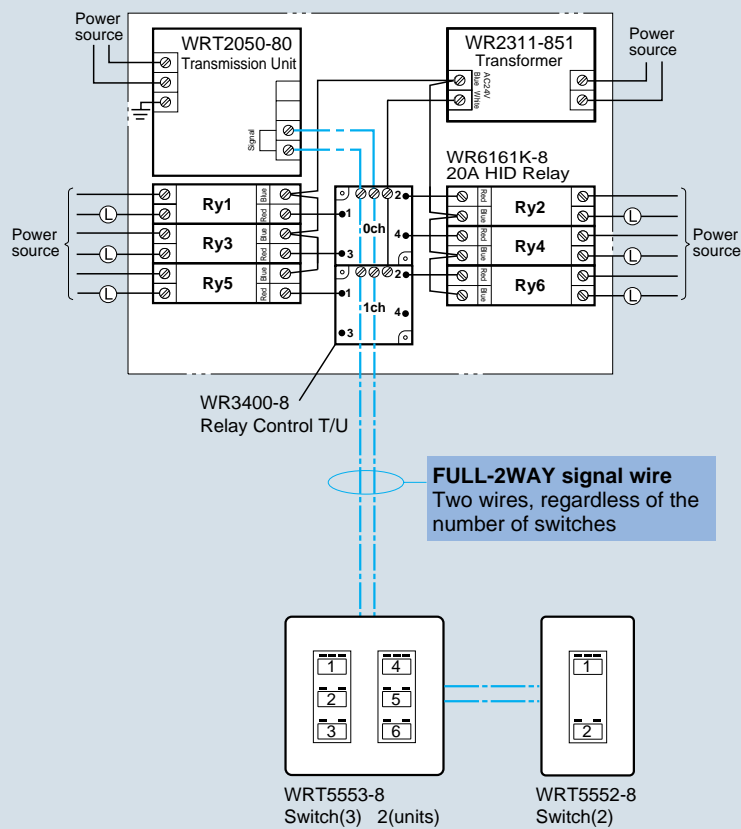 Power
source
WRT2050-80
Transmission Unit
Signal
WR2311-851
Transformer
AC24V
Blue White
Power
source
WR6161K-8
20A HID Relay
Power
source
L
L
L
Ry1
Blue
Red
Ry3
Blue
Red
Ry5
Blue
Red
2
1
0ch
4
3
2
1
1ch
4
3
Red
Blue
Ry2
Red
Blue
Ry4
Red
Blue
Ry6
L
L
L
Power
source
WR3400-8
Relay Control T/U
FULL-2WAY signal wire
Two wires, regardless of the
number of switches
1
2
3
4
5
6
1
2
WRT5553-8
Switch(3) 2(units)
WRT5552-8
Switch(2)